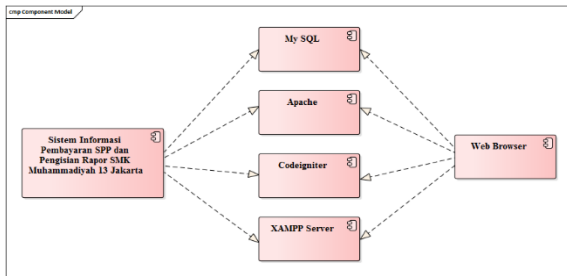 cmp Component Model
My SQL
Apache
Sistem Informasi
Pembayaran SPP dan
Pengisian Rapor SMK
Muhammadiyah 13 Jakarta
Web Browser
Codeigniter
XAMPP Server